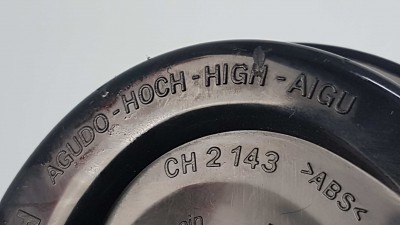 AGUDO-HOCH-HIGH-AIGU
CH 2 143 >ABS<